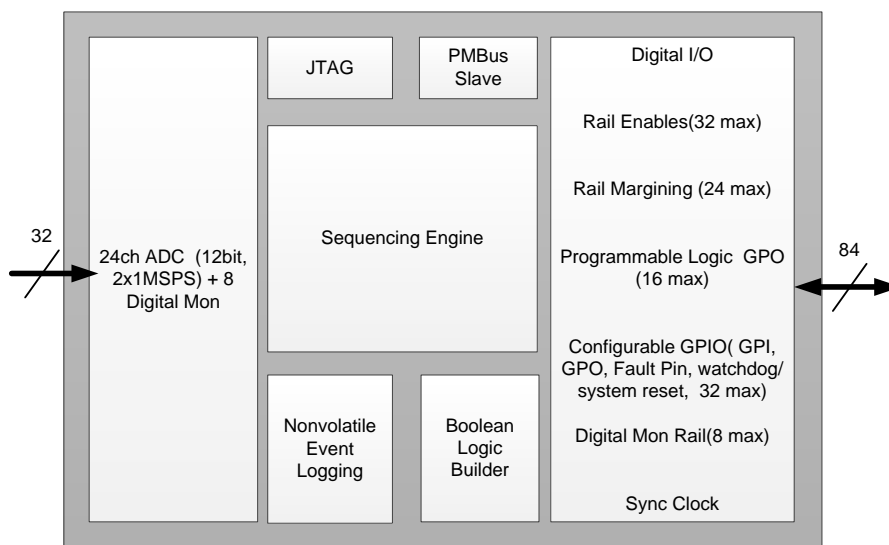 32
24ch ADC (12bit,
2x1MSPS) + 8
Digital Mon
JTAG
PMBus
Slave
Sequencing Engine
Nonvolatile
Event
Logging
Boolean
Logic
Builder
Digital I/O
Rail Enables(32 max)
Rail Margining (24 max)
Programmable Logic GPO
(16 max)
Configurable GPIO( GPI,
GPO, Fault Pin, watchdog/
system reset, 32 max)
Digital Mon Rail(8 max)
Sync Clock
84